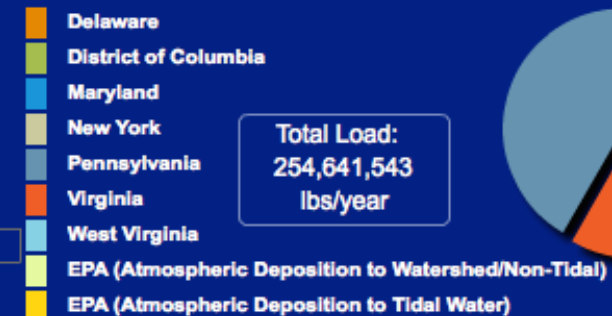 Delaware
District of Columbia
Maryland
New York
Pennsylvania
Virginia
West Virginia
EPA (Atmospheric Deposition to Watershed/Non-Tidal)
EPA (Atmospheric Deposition to Tidal Water)
Total Load:
254,641,543
lbs/year